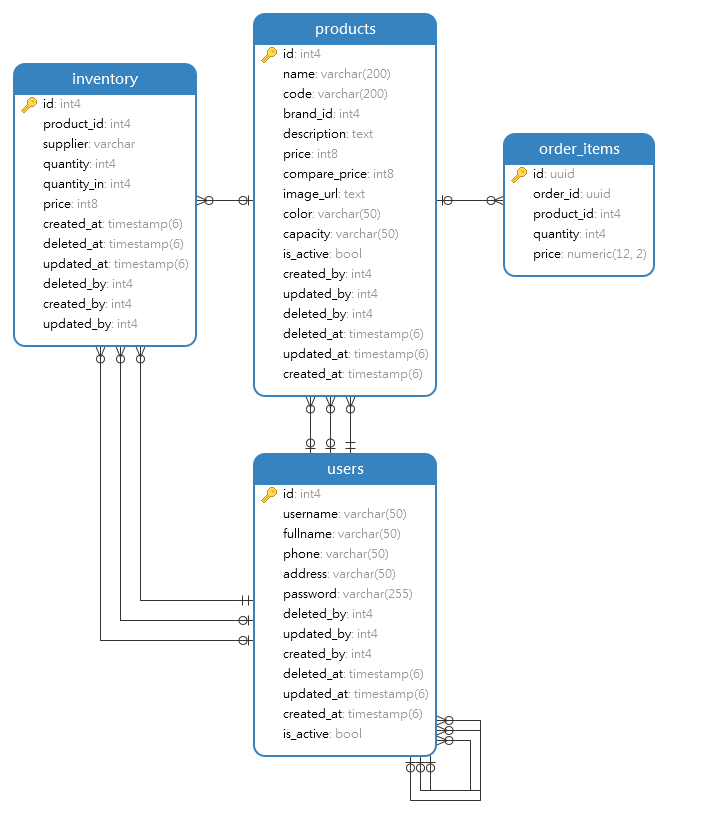 products
id: int4
name: varchar(200)
code: varchar(200)
brand_id: int4
description: text
price: int8
compare_price: int8
image_url: text
color: varchar(50)
capacity: varchar(50)
is_active: bool
created_by: int4
updated_by: int4
deleted_by: int4
deleted_at: timestamp(6)
updated_at: timestamp(6)
created_at: timestamp(6)
inventory
id: int4
product_id: int4
supplier: varchar
quantity: int4
quantity_in: int4
price: int8
created_at: timestamp(6)
deleted_at: timestamp(6)
updated_at: timestamp(6)
deleted_by: int4
created_by: int4
updated_by: int4
order_items
id: uuid
order_id: uuid
product_id: int4
quantity: int4
price: numeric(12, 2)
users
id: int4
username: varchar(50)
fullname: varchar(50)
phone: varchar(50)
address: varchar(50)
password: varchar(255)
deleted_by: int4
updated_by: int4
created_by: int4
deleted_at: timestamp(6)
updated_at: timestamp(6)
created_at: timestamp(6)
is_active: bool